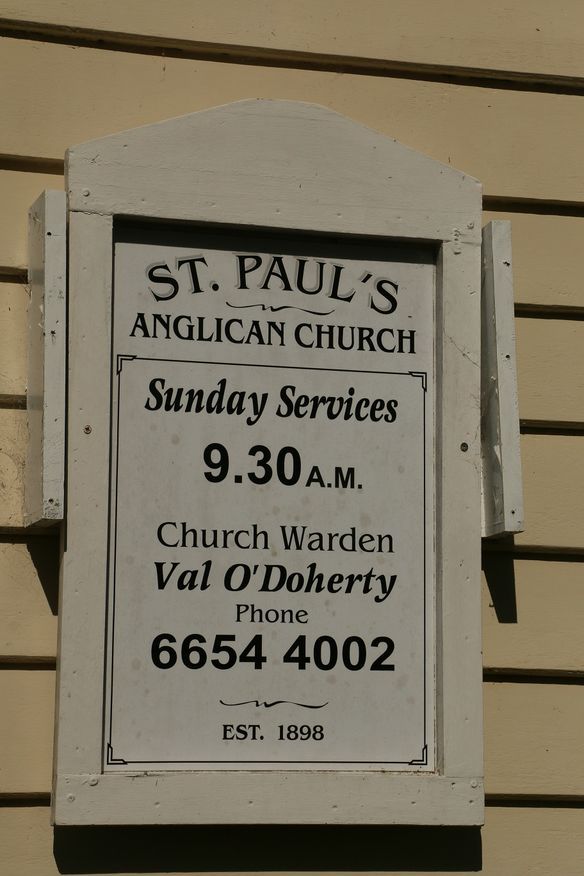 ST. PAUL'S
ANGLICAN CHURCH
Sunday Services
9.30 A.M.
Church Warden
Val O'Doherty
Phone
6654 4002
EST. 1898